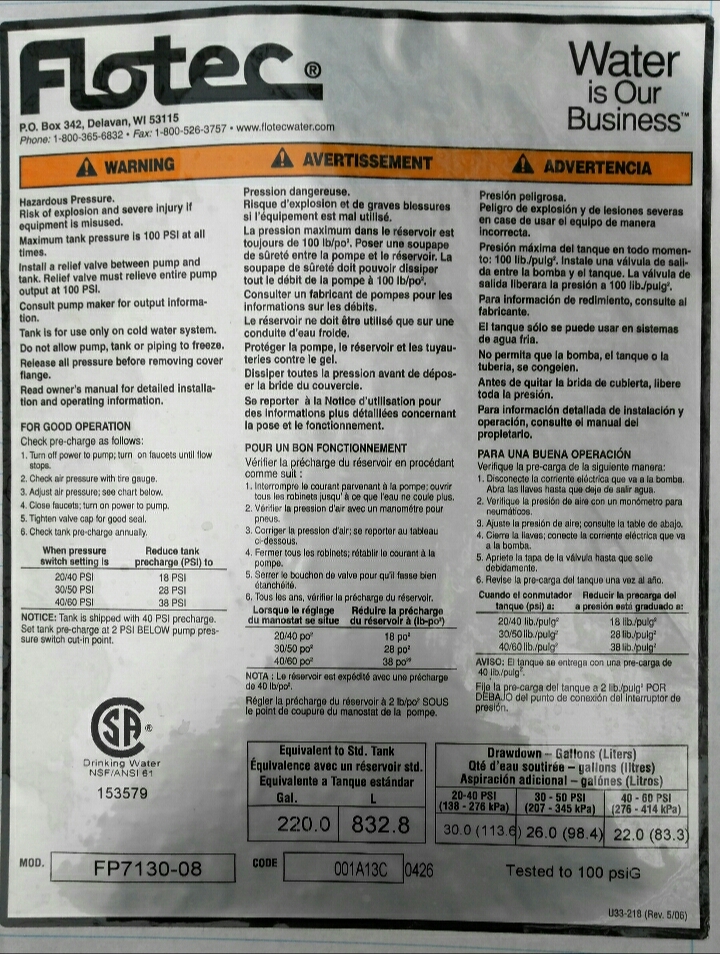 Flotec®
Water
is Our
Business™
P.O. Box 342, Delavan, WI 53115
Phone: 1-800-365-6832 • Fax: 1-800-526-3757 • www.flotecwater.com
WARNING
Hazardous Pressure.
Risk of explosion and severe injury if
equipment is misused.
Maximum tank pressure is 100 PSI at all
times.
Install a relief valve between pump and
tank. Relief valve must relieve entire pump
output at 100 PSI.
Consult pump maker for output informa-
tion.
Tank is for use only on cold water system.
Do not allow pump, tank or piping to freeze.
Release all pressure before removing cover
flange.
Read owner's manual for detailed installa-
tion and operating information.
FOR GOOD OPERATION
Check pre-charge as follows:
1. Turn off power to pump; turn on faucets until flow
stops.
2. Check air pressure with tire gauge.
3. Adjust air pressure; see chart below.
4. Close faucets; turn on power to pump.
5. Tighten valve cap for good seal.
6. Check tank pre-charge annually.
When pressure Reduce tank
switch setting is precharge (PSI) to
20/40 PSI 18 PSI
30/50 PSI 28 PSI
40/60 PSI 38 PSI
NOTICE: Tank is shipped with 40 PSI precharge.
Set tank pre-charge at 2 PSI BELOW pump pres-
sure switch cut-in point.
AVERTISSEMENT
Pression dangereuse.
Risque d'explosion et de graves blessures
si l'équipement est mal utilisé.
La pression maximum dans le réservoir est
toujours de 100 lb/po². Poser une soupape
de sûreté entre la pompe et le réservoir. La
soupape de sûreté doit pouvoir dissiper
tout le débit de la pompe à 100 lb/po².
Consulter un fabricant de pompes pour les
informations sur les débits.
Le réservoir ne doit être utilisé que sur une
conduite d'eau froide.
Protéger la pompe, le réservoir et les tuyau-
teries contre le gel.
Dissiper toutes la pression avant de dépos-
er la bride du couvercle.
Se reporter à la Notice d'utilisation pour
des informations plus détaillées concernant
la pose et le fonctionnement.
POUR UN BON FONCTIONNEMENT
Vérifier la précharge du réservoir en procédant
comme suit :
1. Interrompre le courant parvenant à la pompe; ouvrir
tous les robinets jusqu' à ce que l'eau ne coule plus.
2. Vérifier la pression d'air avec un manomètre pour
pneus.
3. Corriger la pression d'air; se reporter au tableau
ci-dessous.
4. Fermer tous les robinets; rétablir le courant à la
pompe.
5. Serrer le bouchon de valve pour qu'il fasse bien
étanchéité.
6. Tous les ans, vérifier la précharge du réservoir.
Lorsque le réglage Réduire la précharge
du manostat se situe du réservoir à (lb-po²)
20/40 po² 18 po²
30/50 po² 28 po²
40/60 po² 38 po²
NOTA : Le réservoir est expédité avec une précharge
de 40 lb/po².
Régler la précharge du réservoir à 2 lb/po² SOUS
le point de coupure du manostat de la pompe.
ADVERTENCIA
Presión peligrosa.
Peligro de explosión y de lesiones severas
en case de usar el equipo de manera
incorrecta.
Presión máxima del tanque en todo momen-
to: 100 lib./pulg². Instale una válvula de sali-
da entre la bomba y el tanque. La válvula de
salida liberara la presión a 100 lib./pulg².
Para información de redimiento, consulte al
fabricante.
El tanque sólo se puede usar en sistemas
de agua fria.
No permita que la bomba, el tanque o la
tuberia, se congelen.
Antes de quitar la brida de cubierta, libere
toda la presión.
Para información detallada de instalación y
operación, consulte el manual del
propietario.
PARA UNA BUENA OPERACIÓN
Verifique la pre-carga de la siguiente manera:
1. Disconecte la corriente eléctrica que va a la bomba.
Abra las llaves hasta que deje de salir agua.
2. Verifique la presión de aire con un monómetro para
neumáticos.
3. Ajuste la presión de aire; consulte la table de abajo.
4. Cierre la llaves; conecte la corriente eléctrica que va
a la bomba.
5. Apriete la tapa de la válvula hasta que selle
debidamente.
6. Revise la pre-carga del tanque una vez al año.
Cuando el conmutador Reducir la precarga del
tanque (psi) a: a presión está graduado a:
20/40 lib./pulg² 18 lib./pulg²
30/50 lib./pulg² 28 lib./pulg²
40/60 lib./pulg² 38 lib./pulg²
AVISO: El tanque se entrega con una pre-carga de
40 lib./pulg².
Fije la pre-carga del tanque a 2 lib./pulg² POR
DEBAJO del punto de conexión del interruptor de
presión.
SA ®
Drinking Water
NSF/ANSI 61
153579
Equivalent to Std. Tank
Équivalence avec un réservoir std.
Equivalente a Tanque estándar
Gal. L
220.0 832.8
Drawdown – Gallons (Liters)
Qté d'eau soutirée – gallons (litres)
Aspiración adicional – galónes (Litros)
20-40 PSI 30 - 50 PSI 40 - 60 PSI
(138 - 276 kPa) (207 - 345 kPa) (276 - 414 kPa)
30.0 (113.6) 26.0 (98.4) 22.0 (83.3)
MOD. FP7130-08 CODE 001A13C 0426 Tested to 100 psiG
U33-218 (Rev. 5/06)